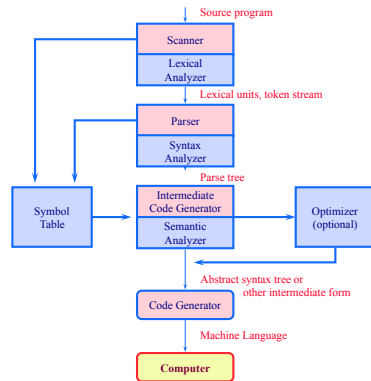 Source program
Scanner
Lexical
Analyzer
Lexical units, token stream
Parser
Syntax
Analyzer
Parse tree
Symbol
Table
Intermediate
Code Generator
Semantic
Analyzer
Optimizer
(optional)
Abstract syntax tree or
other intermediate form
Code Generator
Machine Language
Computer